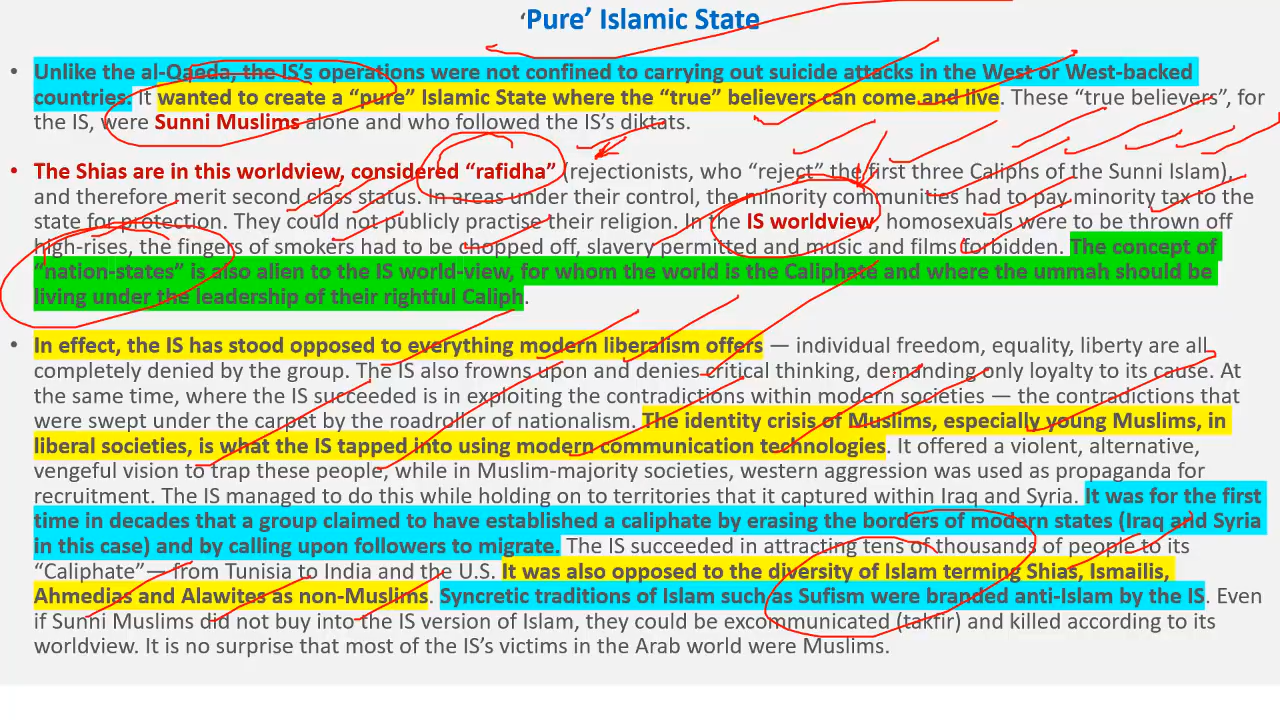 ‘Pure’ Islamic State
• Unlike the al-Qaeda, the IS’s operations were not confined to carrying out suicide attacks in the West or West-backed
countries. It wanted to create a “pure” Islamic State where the “true” believers can come and live. These “true believers”, for
the IS, were Sunni Muslims alone and who followed the IS’s diktats.
• The Shias are in this worldview, considered “rafidha” (rejectionists, who “reject” the first three Caliphs of the Sunni Islam),
and therefore merit second class status. In areas under their control, the minority communities had to pay minority tax to the
state for protection. They could not publicly practise their religion. In the IS worldview, homosexuals were to be thrown off
high-rises, the fingers of smokers had to be chopped off, slavery permitted and music and films forbidden. The concept of
“nation-states” is also alien to the IS world-view, for whom the world is the Caliphate and where the ummah should be
living under the leadership of their rightful Caliph.
• In effect, the IS has stood opposed to everything modern liberalism offers — individual freedom, equality, liberty are all
completely denied by the group. The IS also frowns upon and denies critical thinking, demanding only loyalty to its cause. At
the same time, where the IS succeeded is in exploiting the contradictions within modern societies — the contradictions that
were swept under the carpet by the roadroller of nationalism. The identity crisis of Muslims, especially young Muslims, in
liberal societies, is what the IS tapped into using modern communication technologies. It offered a violent, alternative,
vengeful vision to trap these people, while in Muslim-majority societies, western aggression was used as propaganda for
recruitment. The IS managed to do this while holding on to territories that it captured within Iraq and Syria. It was for the first
time in decades that a group claimed to have established a caliphate by erasing the borders of modern states (Iraq and Syria
in this case) and by calling upon followers to migrate. The IS succeeded in attracting tens of thousands of people to its
“Caliphate”— from Tunisia to India and the U.S. It was also opposed to the diversity of Islam terming Shias, Ismailis,
Ahmedias and Alawites as non-Muslims. Syncretic traditions of Islam such as Sufism were branded anti-Islam by the IS. Even
if Sunni Muslims did not buy into the IS version of Islam, they could be excommunicated (takfir) and killed according to its
worldview. It is no surprise that most of the IS’s victims in the Arab world were Muslims.